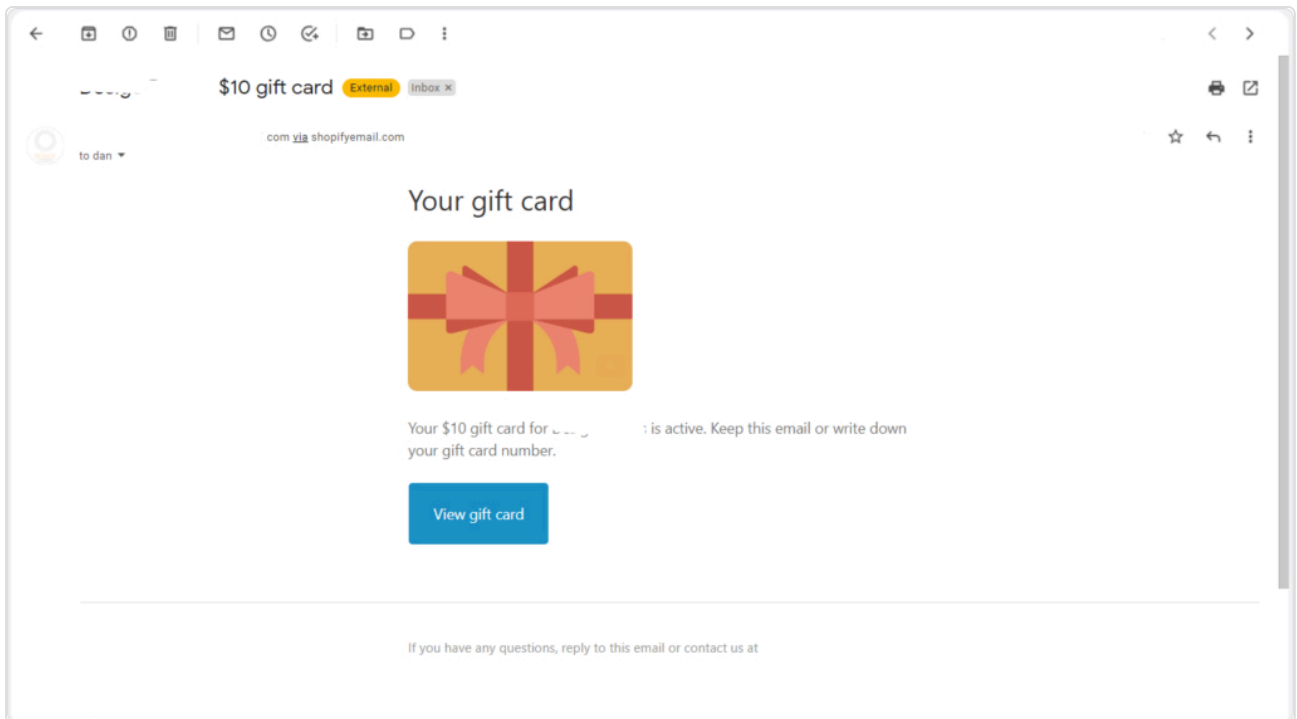 $10 gift card External Inbox ×
com via shopifyemail.com
to dan
Your gift card
Your $10 gift card for is active. Keep this email or write down
your gift card number.
View gift card
If you have any questions, reply to this email or contact us at